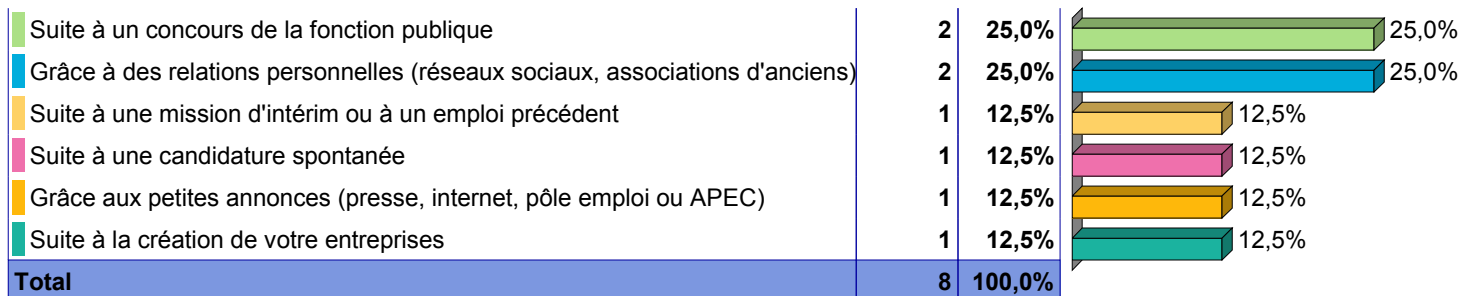 Suite à un concours de la fonction publique 2 25,0% 25,0%
Grâce à des relations personnelles (réseaux sociaux, associations d'anciens) 2 25,0% 25,0%
Suite à une mission d'intérim ou à un emploi précédent 1 12,5% 12,5%
Suite à une candidature spontanée 1 12,5% 12,5%
Grâce aux petites annonces (presse, internet, pôle emploi ou APEC) 1 12,5% 12,5%
Suite à la création de votre entreprises 1 12,5% 12,5%
Total 8 100,0%